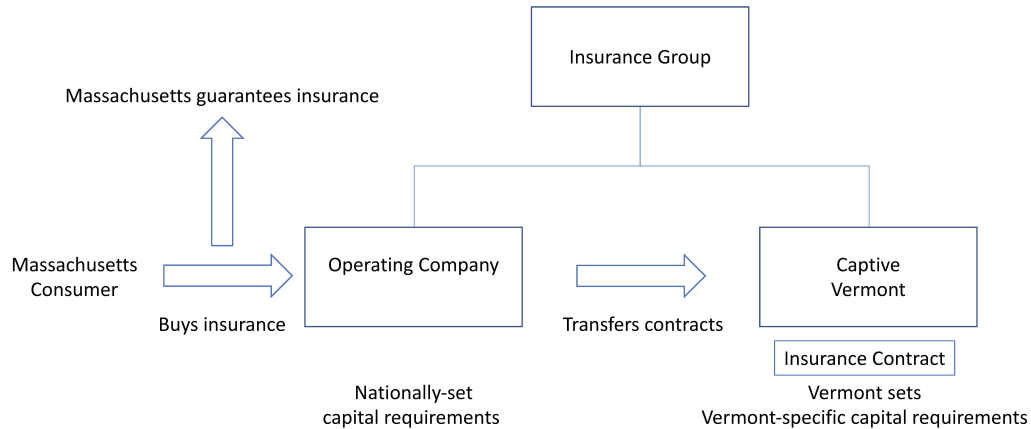 Insurance Group
Massachusetts guarantees insurance
Massachusetts
Consumer
Buys insurance
Operating Company
Transfers contracts
Captive
Vermont
Insurance Contract
Nationally-set
capital requirements
Vermont sets
Vermont-specific capital requirements